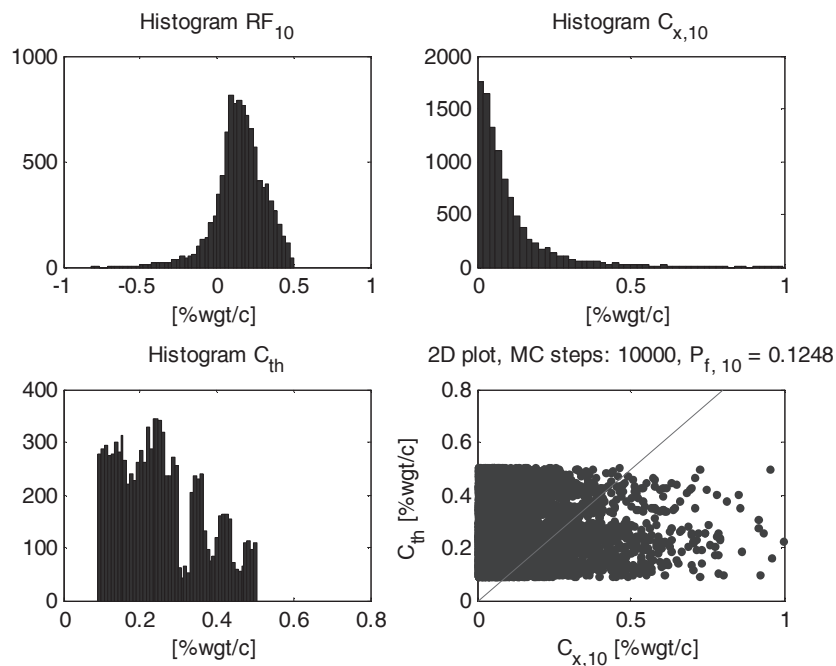 Histogram RF10
1000
500
0
-1 -0.5 0 0.5 1
[%wgt/c]
Histogram Cx,10
2000
1500
1000
500
0
0 0.5 1
[%wgt/c]
Histogram Cth
400
300
200
100
0
0 0.2 0.4 0.6 0.8
[%wgt/c]
2D plot, MC steps: 10000, Pf, 10 = 0.1248
Cth [%wgt/c]
0.8
0.6
0.4
0.2
0
0 0.5 1
Cx,10 [%wgt/c]